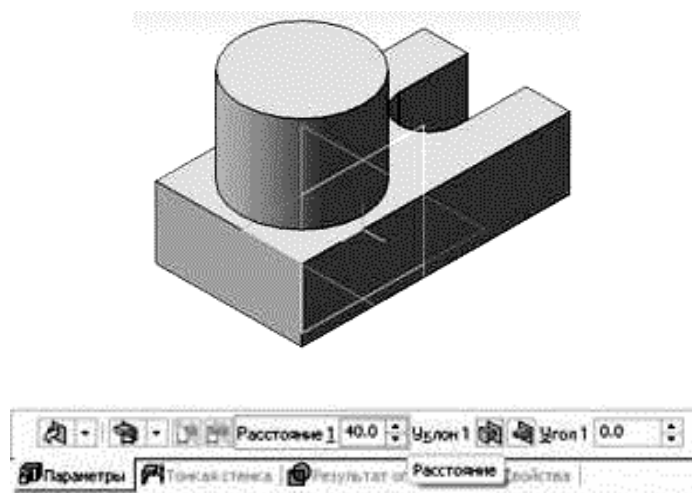 Расстояние 1 40.0 Уклон 1 Угол 1 0.0
Параметры Тонкая стенка Результат оп Свойства
Расстояние